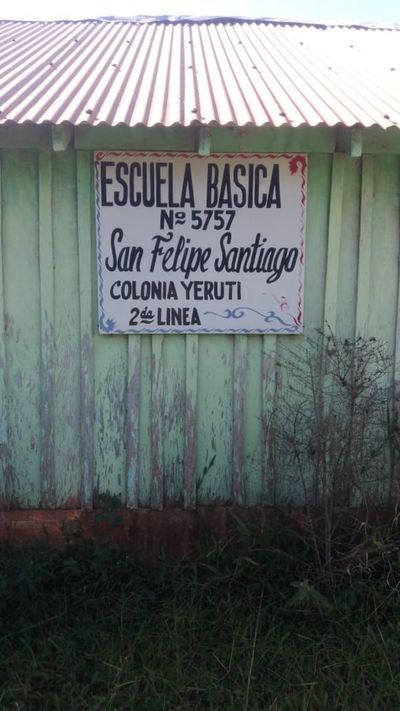 ESCUELA BASICA
Nº 5757
San Felipe Santiago
COLONIA YERUTI
2da LINEA